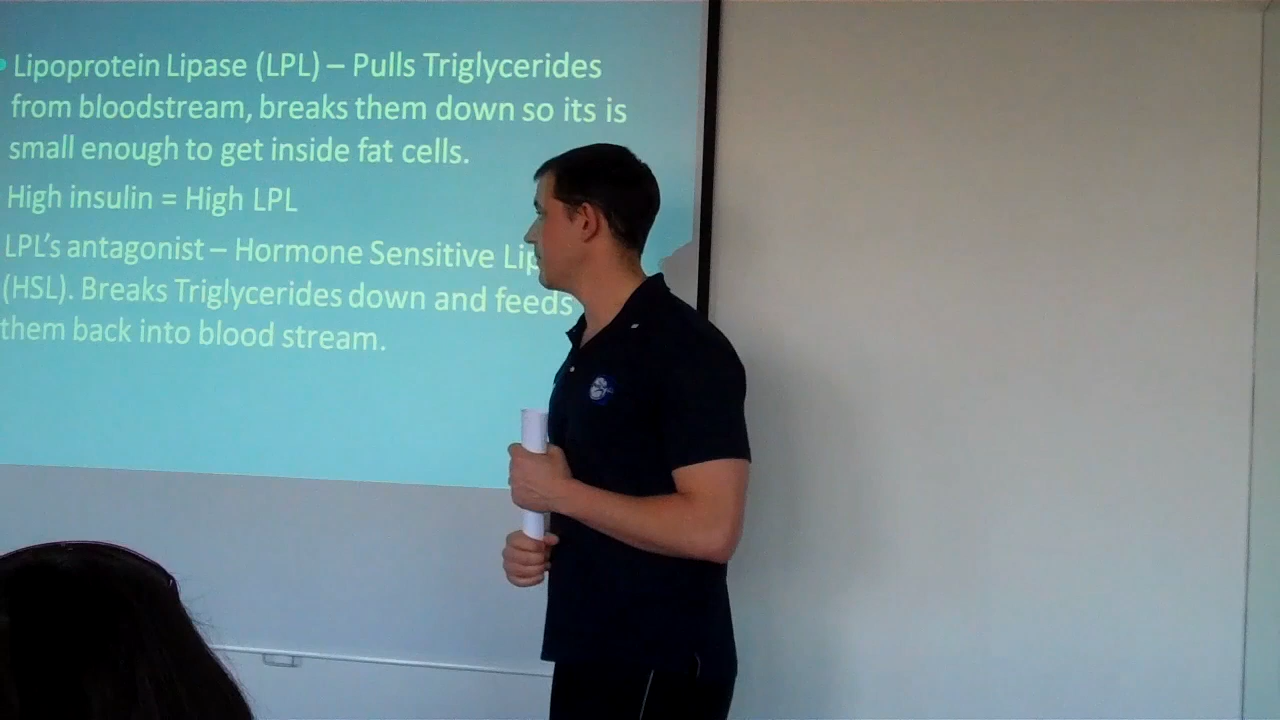 Lipoprotein Lipase (LPL) – Pulls Triglycerides
from bloodstream, breaks them down so its is
small enough to get inside fat cells.
High insulin = High LPL
LPL's antagonist – Hormone Sensitive Lip
(HSL). Breaks Triglycerides down and feeds
them back into blood stream.